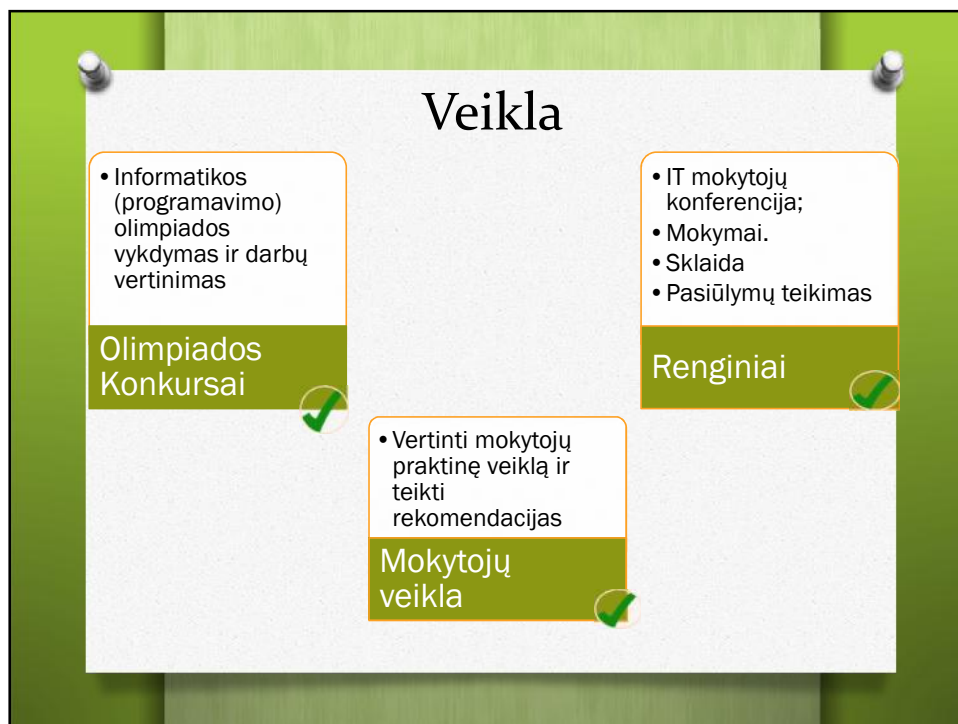 Veikla
• Informatikos
(programavimo)
olimpiados
vykdymas ir darbų
vertinimas
Olimpiados
Konkursai
• IT mokytojų
konferencija;
• Mokymai.
• Sklaida
• Pasiūlymų teikimas
Renginiai
• Vertinti mokytojų
praktinę veiklą ir
teikti
rekomendacijas
Mokytojų
veikla